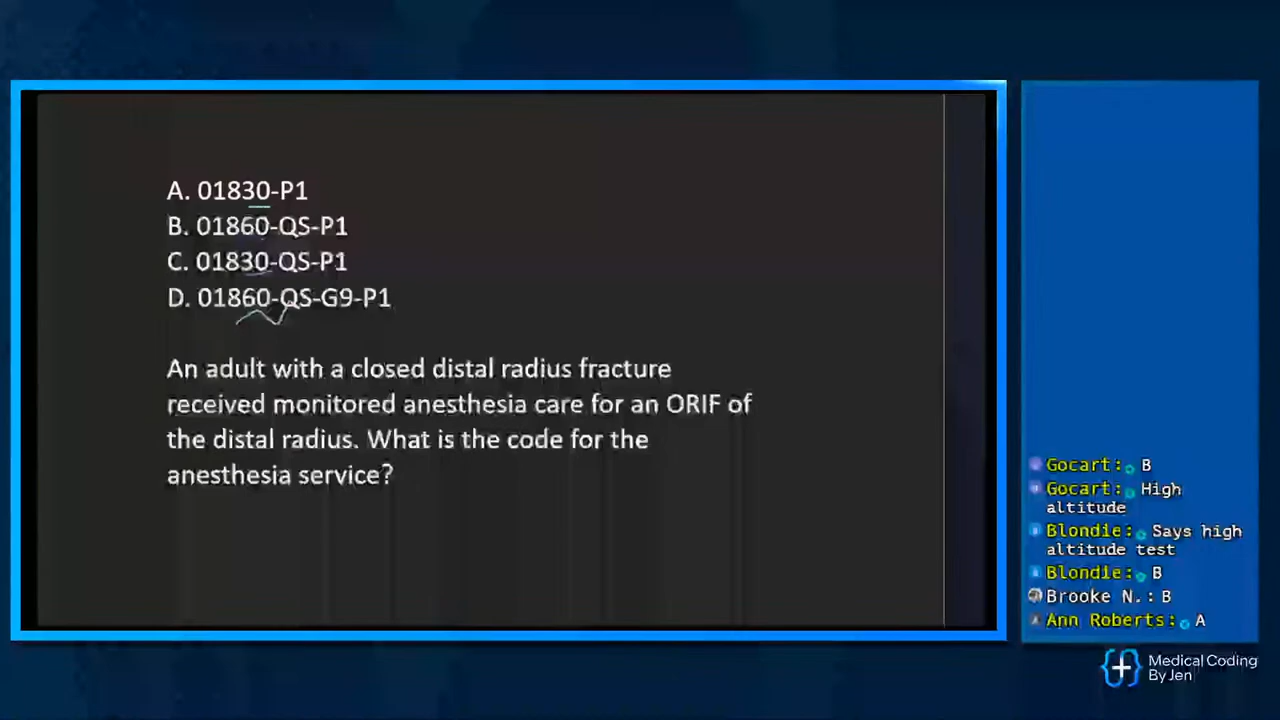 A. 01830-P1
B. 01860-QS-P1
C. 01830-QS-P1
D. 01860-QS-G9-P1
An adult with a closed distal radius fracture
received monitored anesthesia care for an ORIF of
the distal radius. What is the code for the
anesthesia service?
Gocart: B
Gocart: High
altitude
Blondie: Says high
altitude test
Blondie: B
Brooke N.: B
Ann Roberts: A
Medical Coding
By Jen